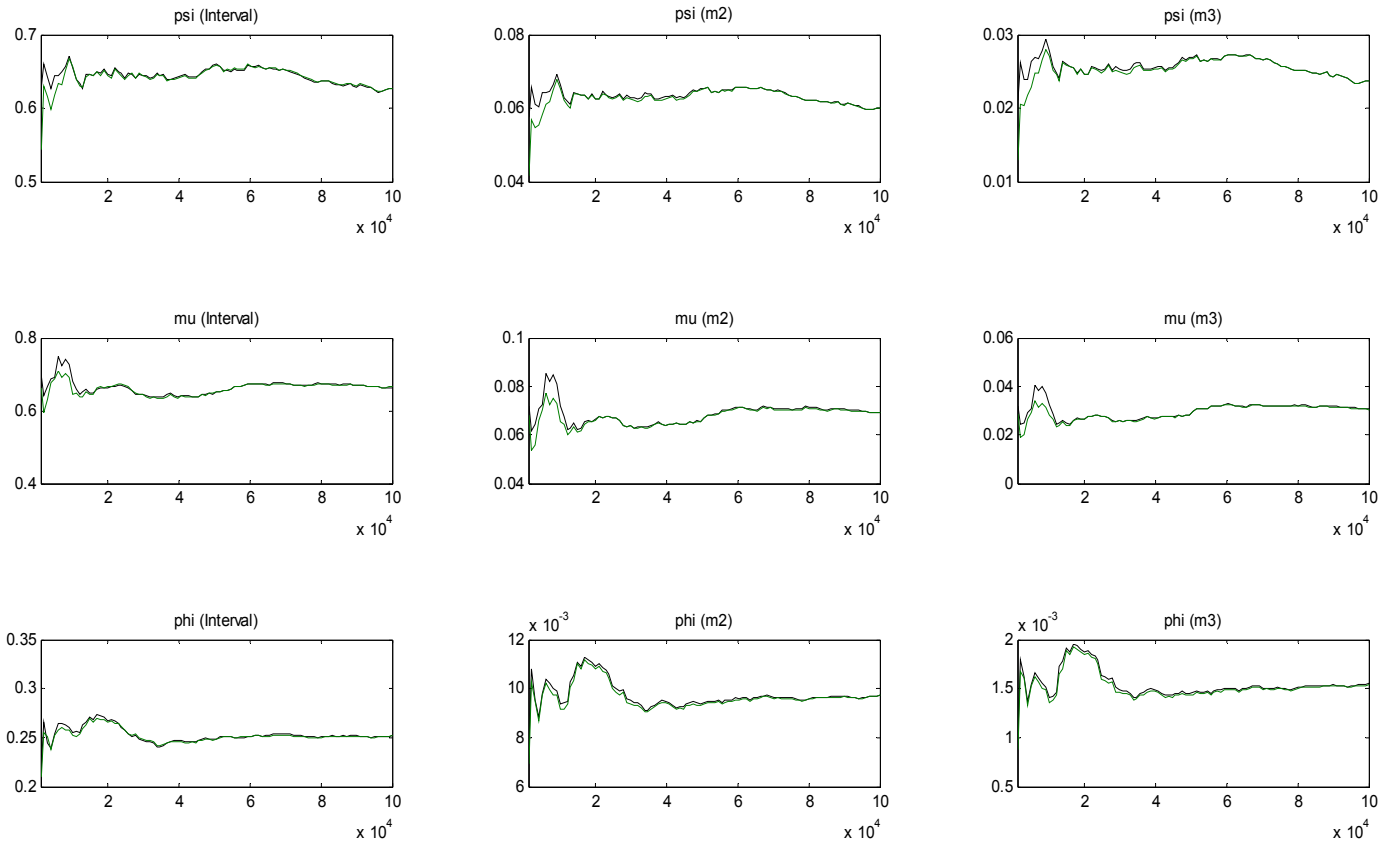 psi (Interval)
0.7
0.6
0.5
2 4 6 8 10
x 10^4
psi (m2)
0.08
0.06
0.04
2 4 6 8 10
x 10^4
psi (m3)
0.03
0.02
0.01
2 4 6 8 10
x 10^4
mu (Interval)
0.8
0.6
0.4
2 4 6 8 10
x 10^4
mu (m2)
0.1
0.08
0.06
0.04
2 4 6 8 10
x 10^4
mu (m3)
0.06
0.04
0.02
0
2 4 6 8 10
x 10^4
phi (Interval)
0.35
0.3
0.25
0.2
2 4 6 8 10
x 10^4
x 10^-3
phi (m2)
12
10
8
6
2 4 6 8 10
x 10^4
x 10^-3
phi (m3)
2
1.5
1
0.5
2 4 6 8 10
x 10^4